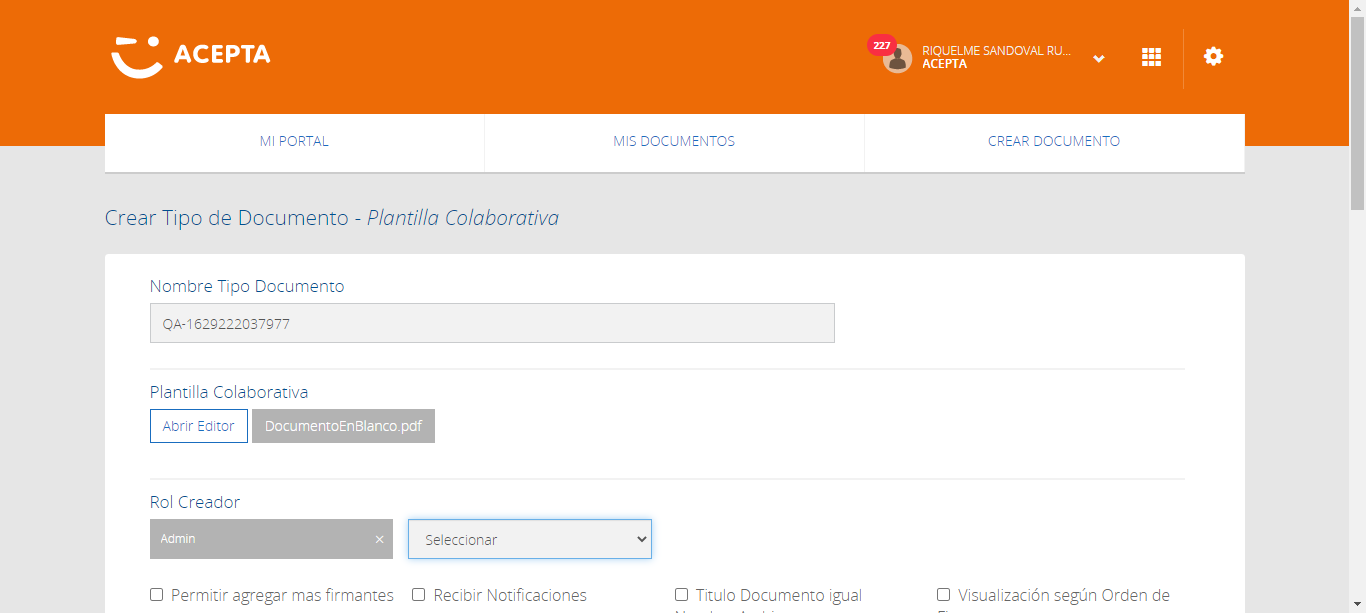 ACEPTA
227
RIQUELME SANDOVAL RU...
ACEPTA
MI PORTAL
MIS DOCUMENTOS
CREAR DOCUMENTO
Crear Tipo de Documento - Plantilla Colaborativa
Nombre Tipo Documento
QA-1629222037977
Plantilla Colaborativa
Abrir Editor
DocumentoEnBlanco.pdf
Rol Creador
Admin ×
Seleccionar
Permitir agregar mas firmantes
Recibir Notificaciones
Titulo Documento igual
Visualización según Orden de